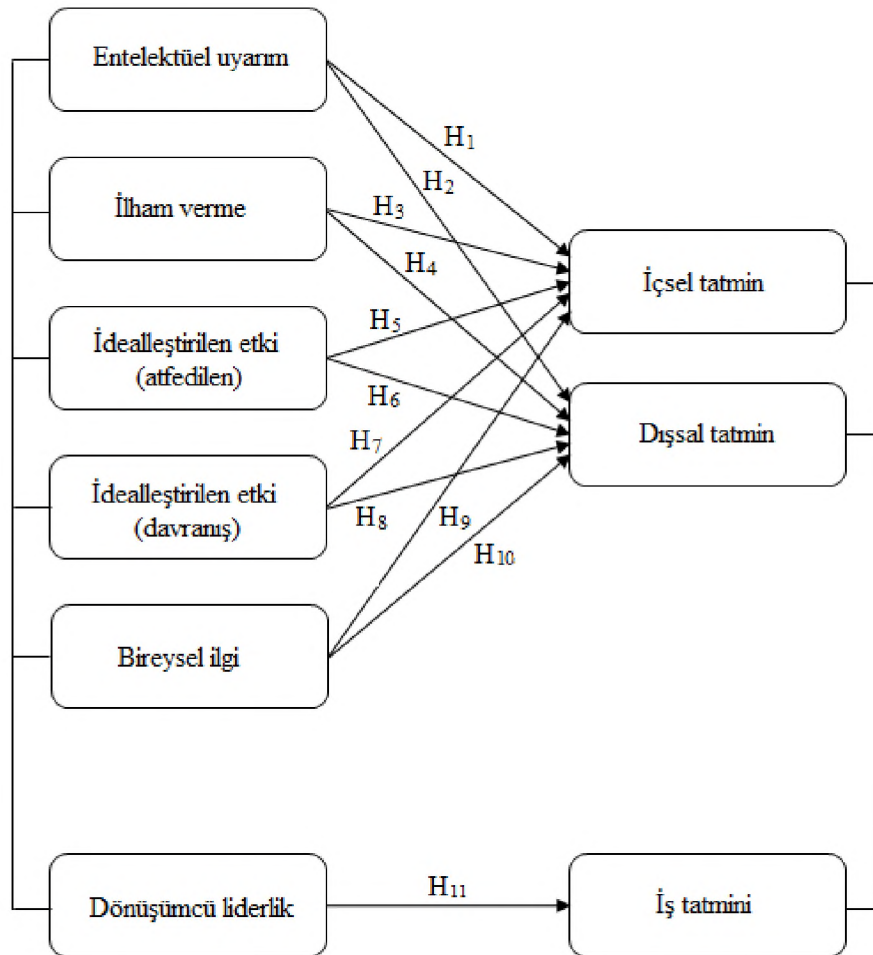 Entelektüel uyarım
H1
H2
İlham verme
H3
H4
İçsel tatmin
İdealleştirilen etki
(atfedilen)
H5
H6
Dışsal tatmin
H7
İdealleştirilen etki
(davranış)
H8
H9
H10
Bireysel ilgi
Dönüşümcü liderlik
H11
İş tatmini